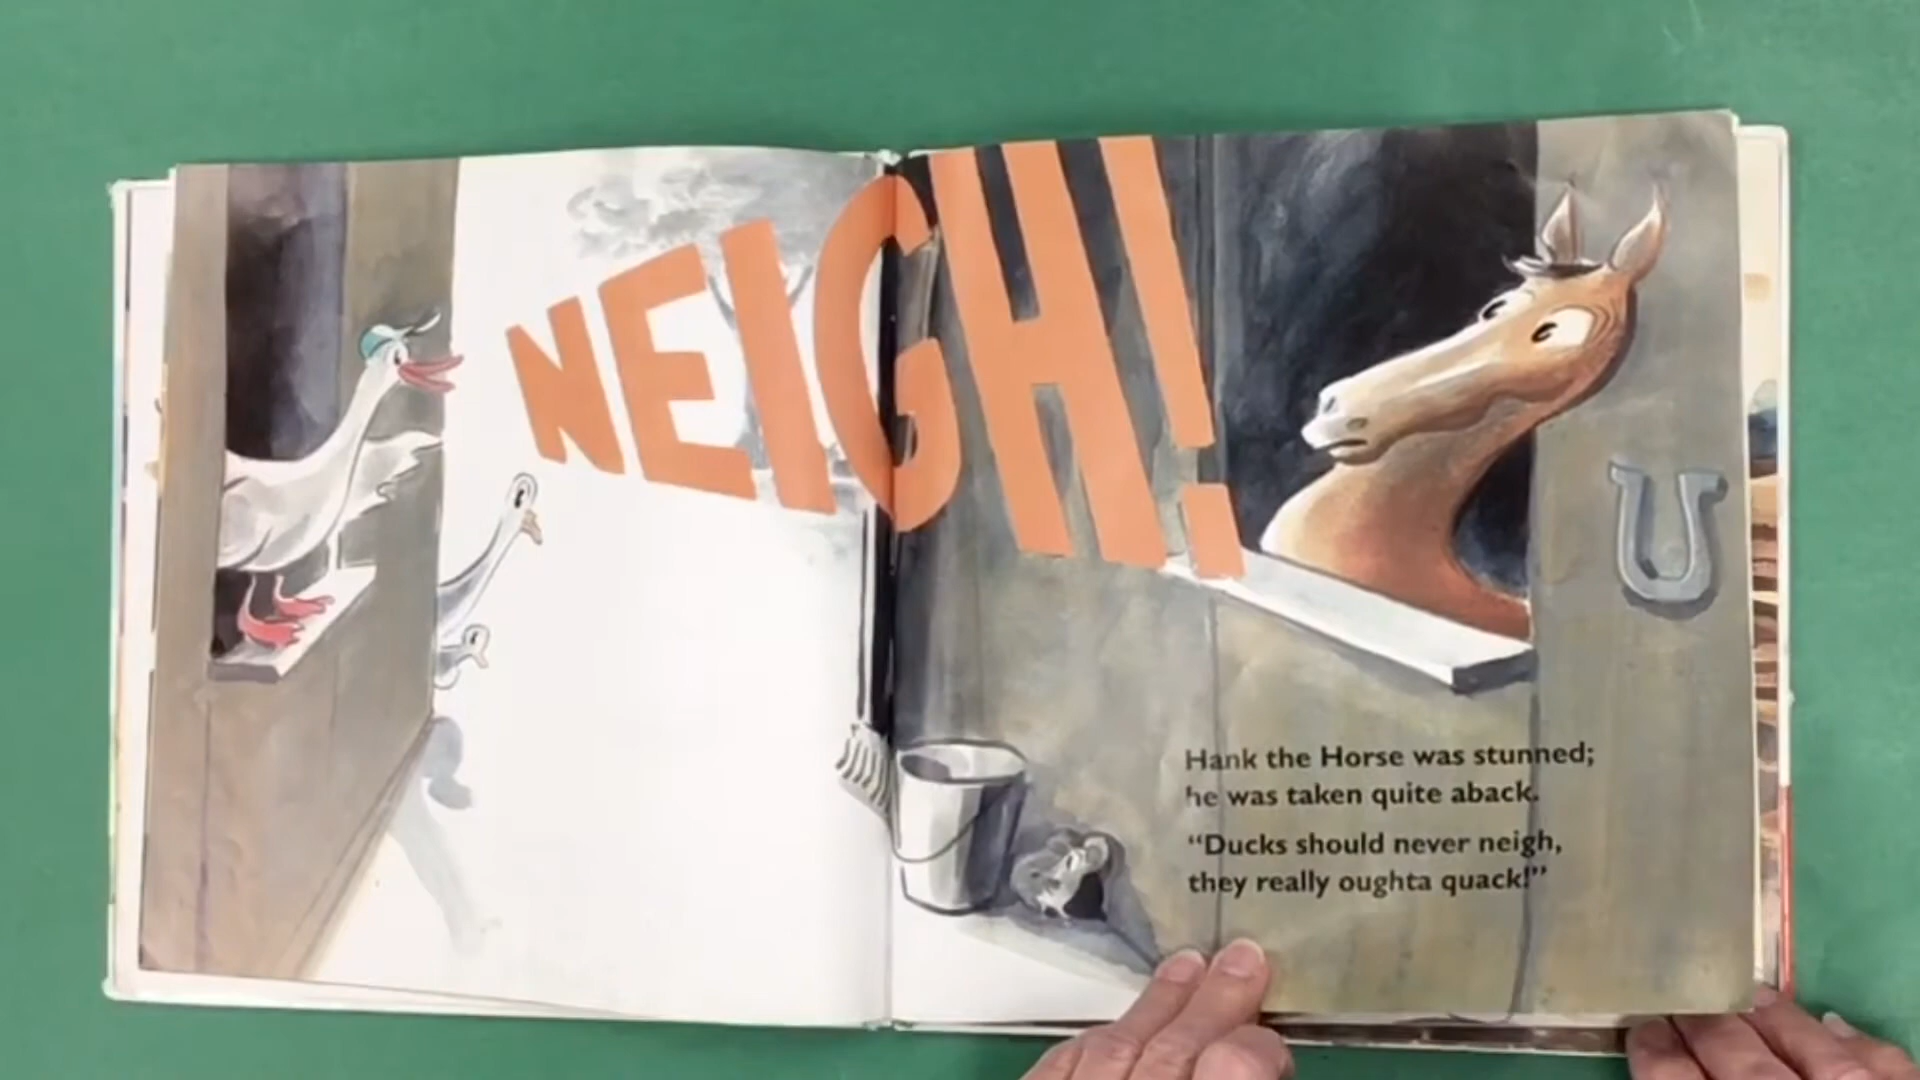 NEIGH!
Hank the Horse was stunned;
he was taken quite aback.
“Ducks should never neigh,
they really oughta quack!”